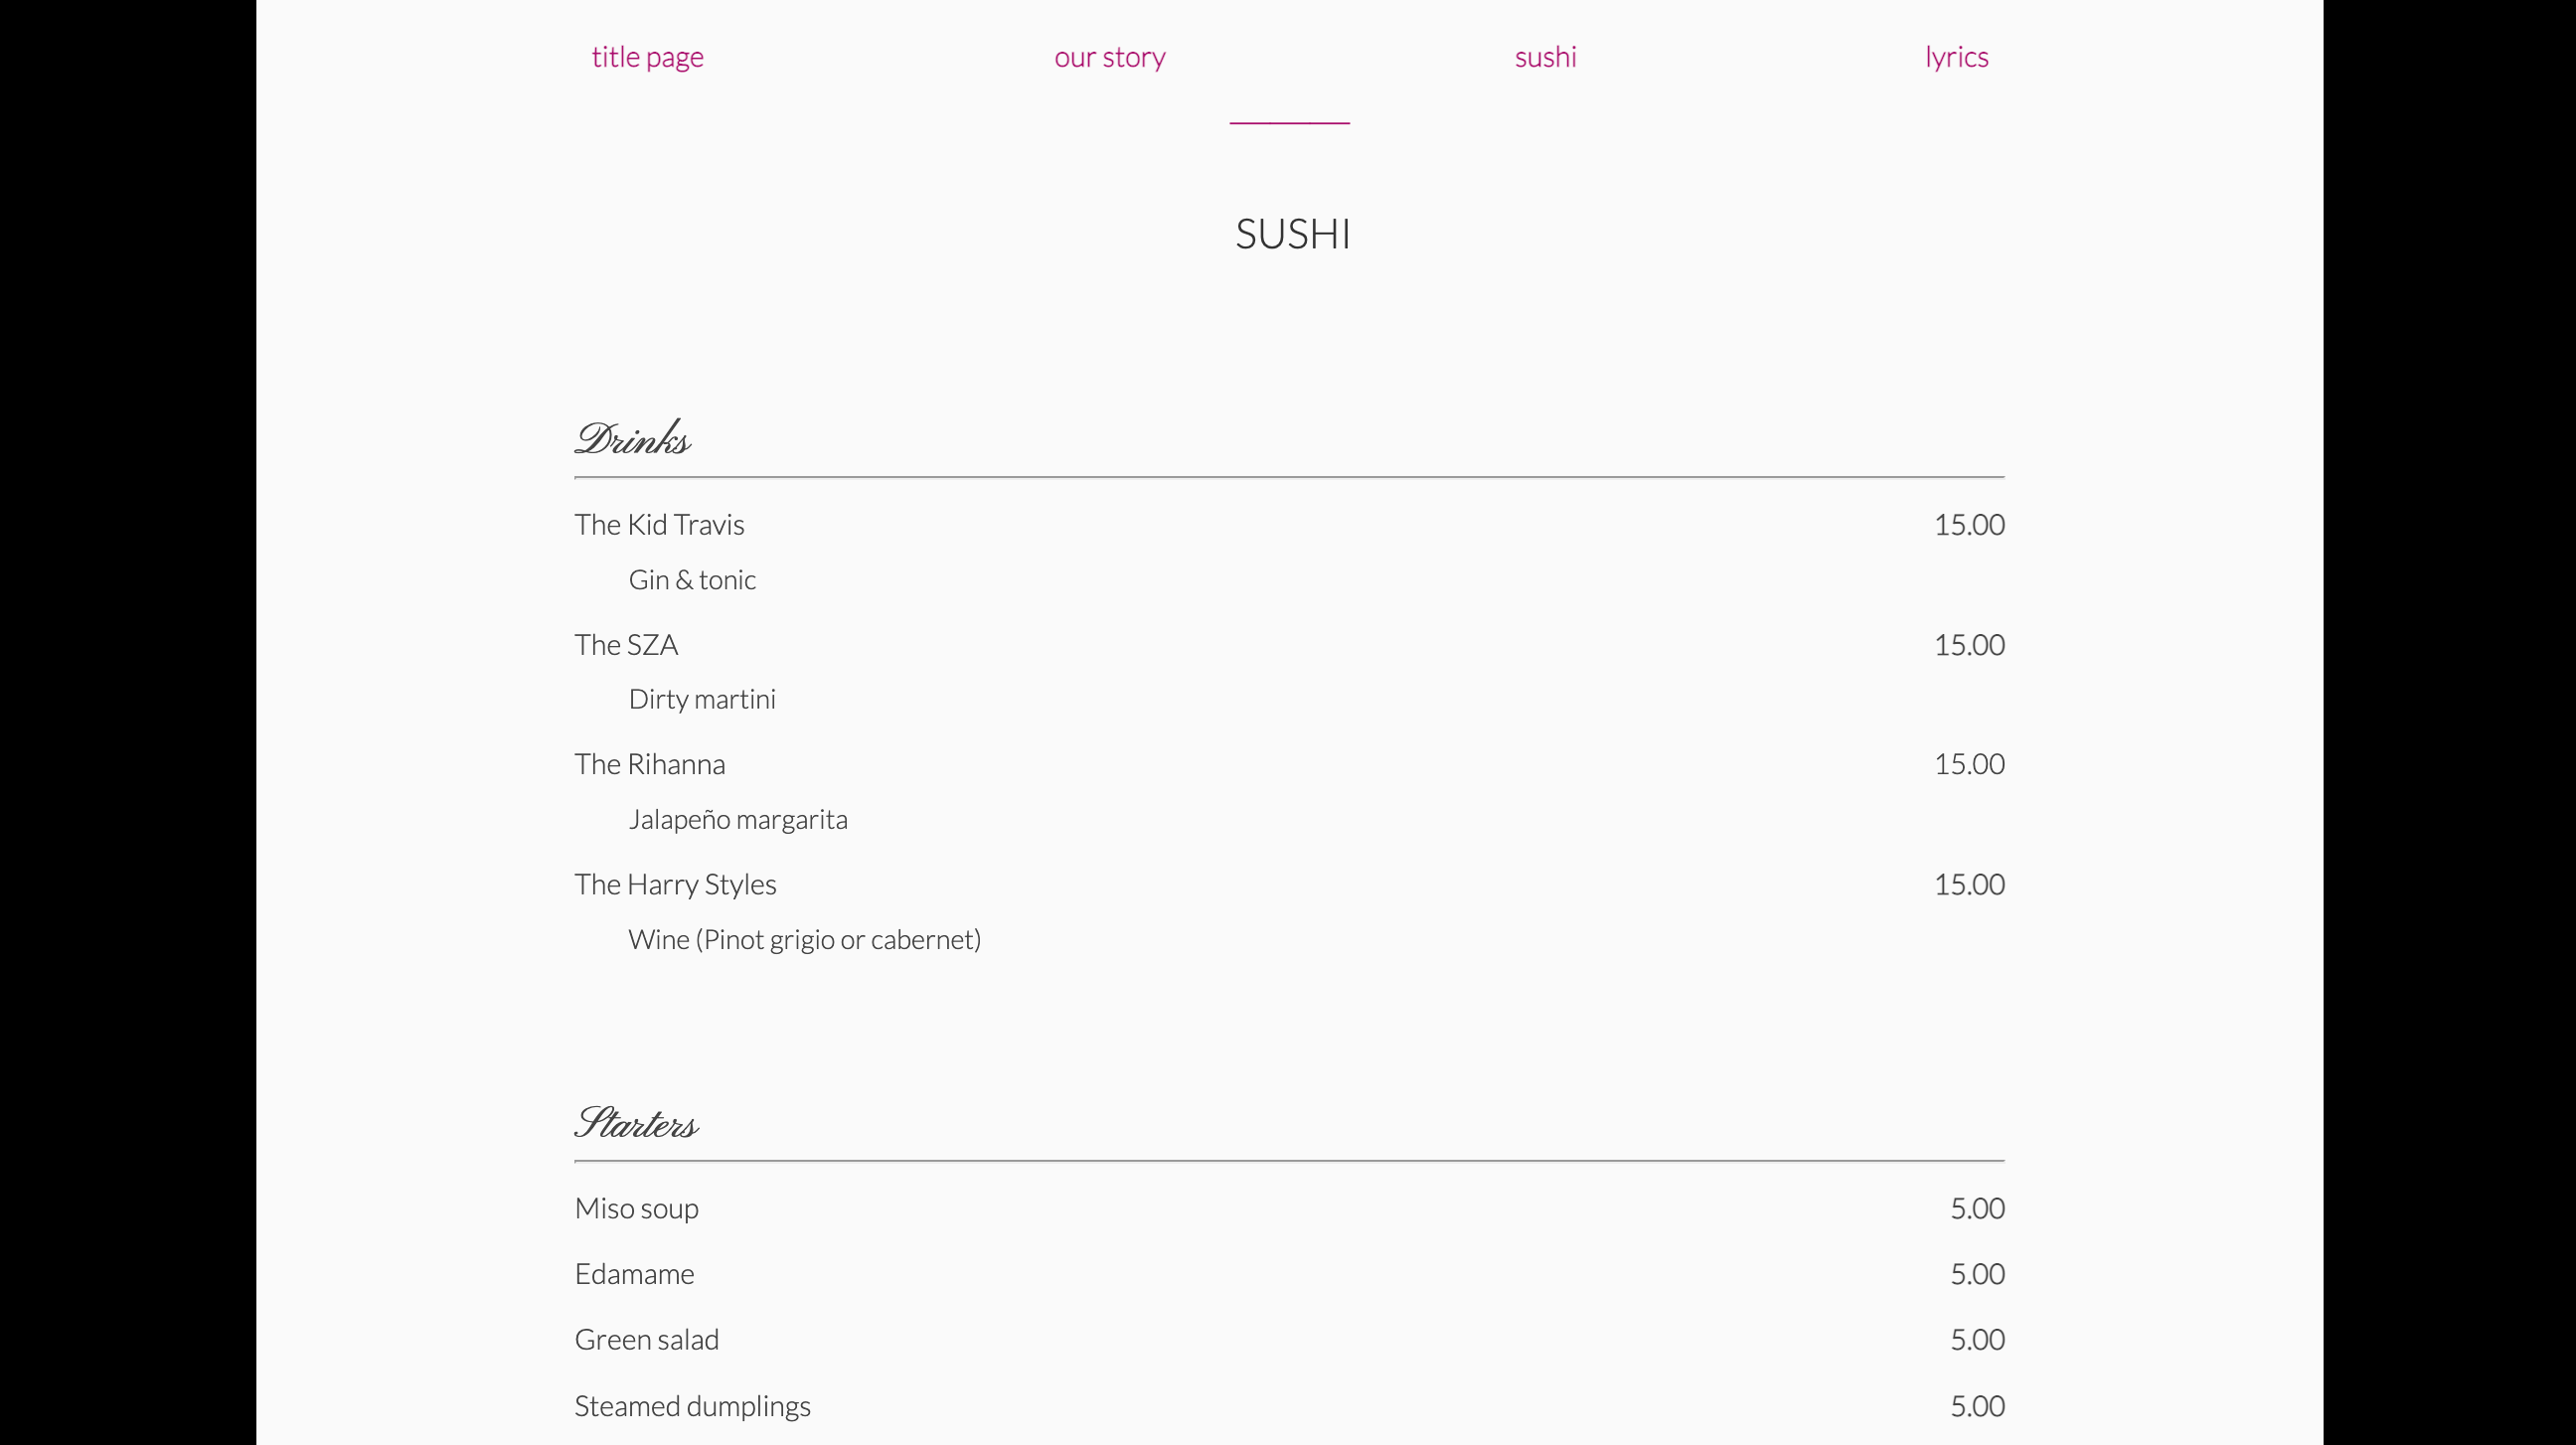 title page our story sushi lyrics
SUSHI
Drinks
The Kid Travis 15.00
Gin & tonic
The SZA 15.00
Dirty martini
The Rihanna 15.00
Jalapeño margarita
The Harry Styles 15.00
Wine (Pinot grigio or cabernet)
Starters
Miso soup 5.00
Edamame 5.00
Green salad 5.00
Steamed dumplings 5.00